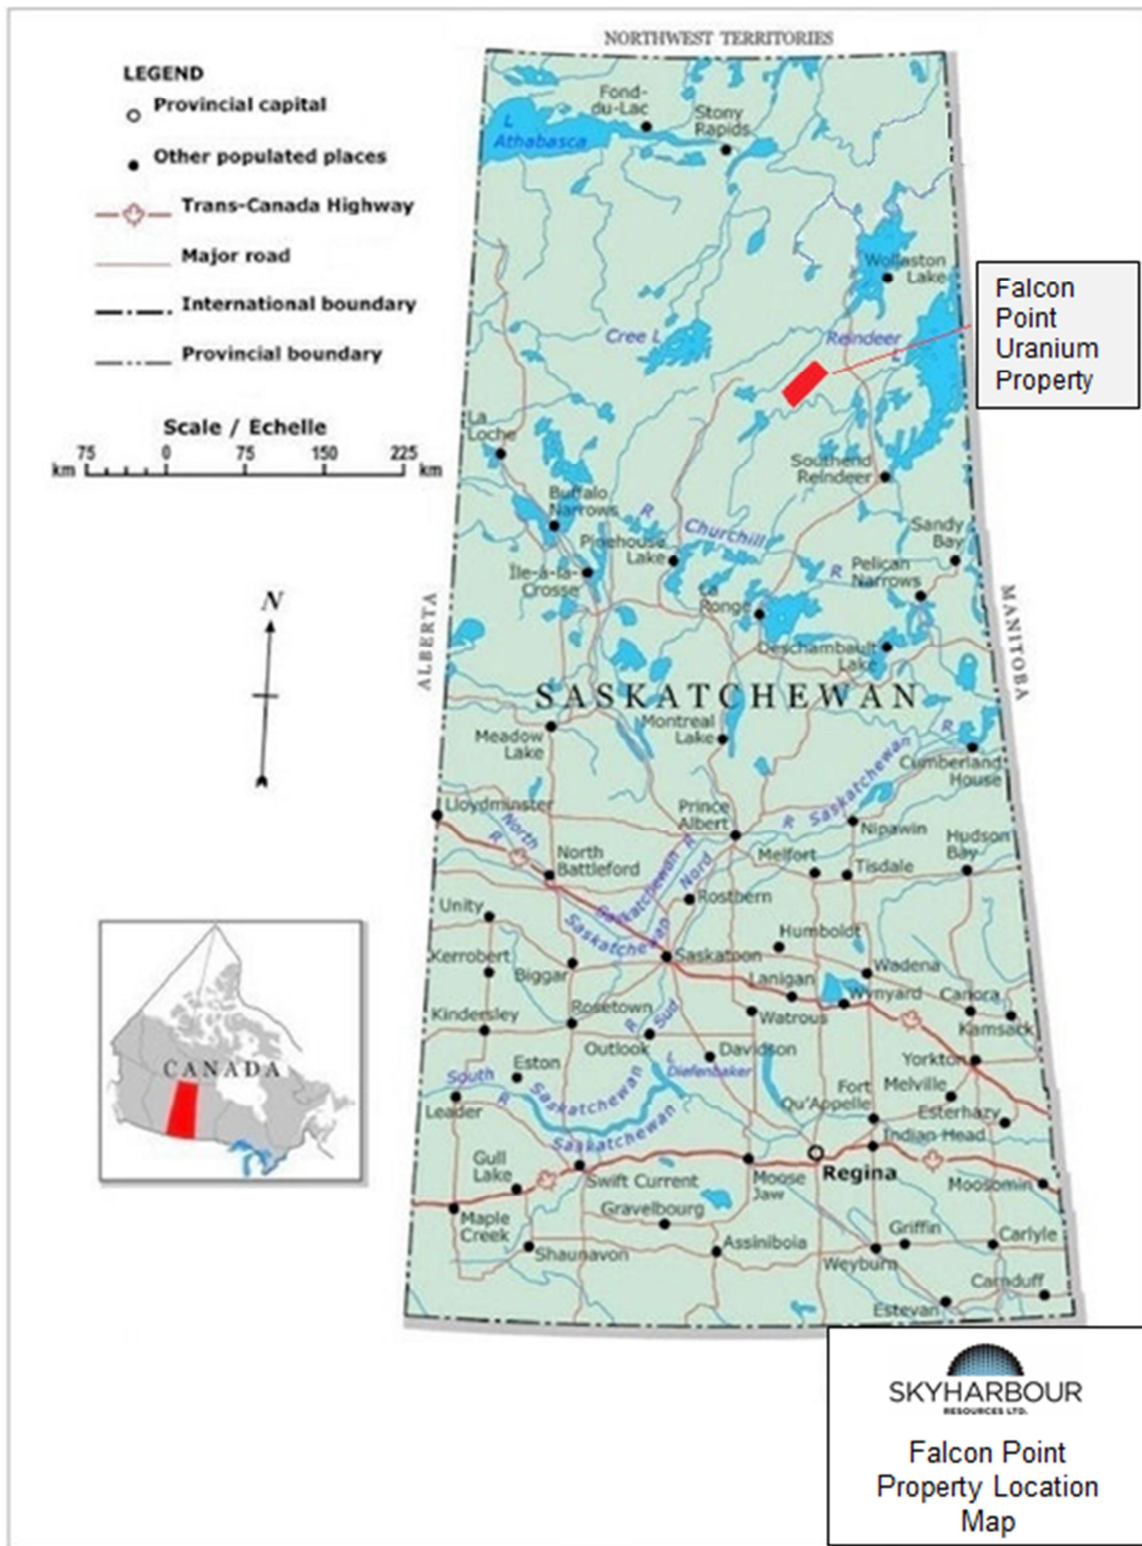 NORTHWEST TERRITORIES
LEGEND
Provincial capital
Other populated places
Trans-Canada Highway
Major road
International boundary
Provincial boundary
Scale / Echelle
75 0 75 150 225
km km
Fond-
du-Lac
Stony
Rapids
L
Athabasca
Wollaston
Lake
Falcon
Point
Uranium
Property
Cree L
Reindeer
L
La
Loche
Southend
Reindeer
Buffalo
Narrows
R
Churchill
Sandy
Bay
Pinehouse
Lake
Île-à-la-
Crosse
R
Pelican
Narrows
La
Ronge
Deschambault
Lake
N
ALBERTA
MANITOBA
SASKATCHEWAN
Meadow
Lake
Montreal
Lake
R
Saskatchewan
R
Cumberland
House
Lloydminster
North
R
Prince
Albert
Nipawin
Hudson
Bay
North
Battleford
Saskatchewan R
Nord
Melfort
Tisdale
Rosthern
Unity
Saskatchewan
Humboldt
Kerrobert
Biggar
Saskatoon
Wadena
Lanigan
Wynyard
Canora
Rosetown
R Sud
Watrous
Kamsack
Kindersley
Outlook
Davidson
Yorkton
Eston
L
Diefenbaker
South
R
Saskatchewan
Saskatchewan
Leader
Fort
Qu'Appelle
Melville
Esterhazy
Indian Head
Gull
Lake
Swift Current
Moose
Jaw
Regina
Moosomin
Maple
Creek
Gravelbourg
Shaunavon
Assiniboia
Griffin
Weyburn
Carlyle
Carnduff
Estevan
CANADA
SKYHARBOUR
RESOURCES LTD.
Falcon Point
Property Location
Map